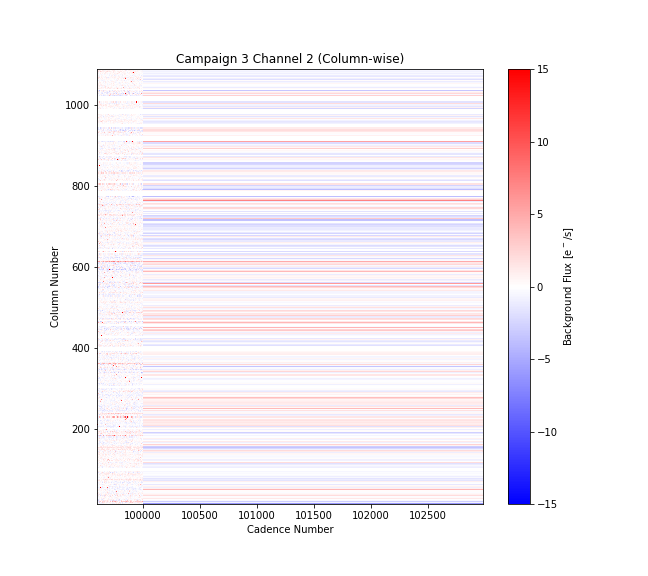 Campaign 3 Channel 2 (Column-wise)
1000
800
600
400
200
Column Number
100000 100500 101000 101500 102000 102500
Cadence Number
15
10
5
0
−5
−10
−15
Background Flux [e⁻/s]